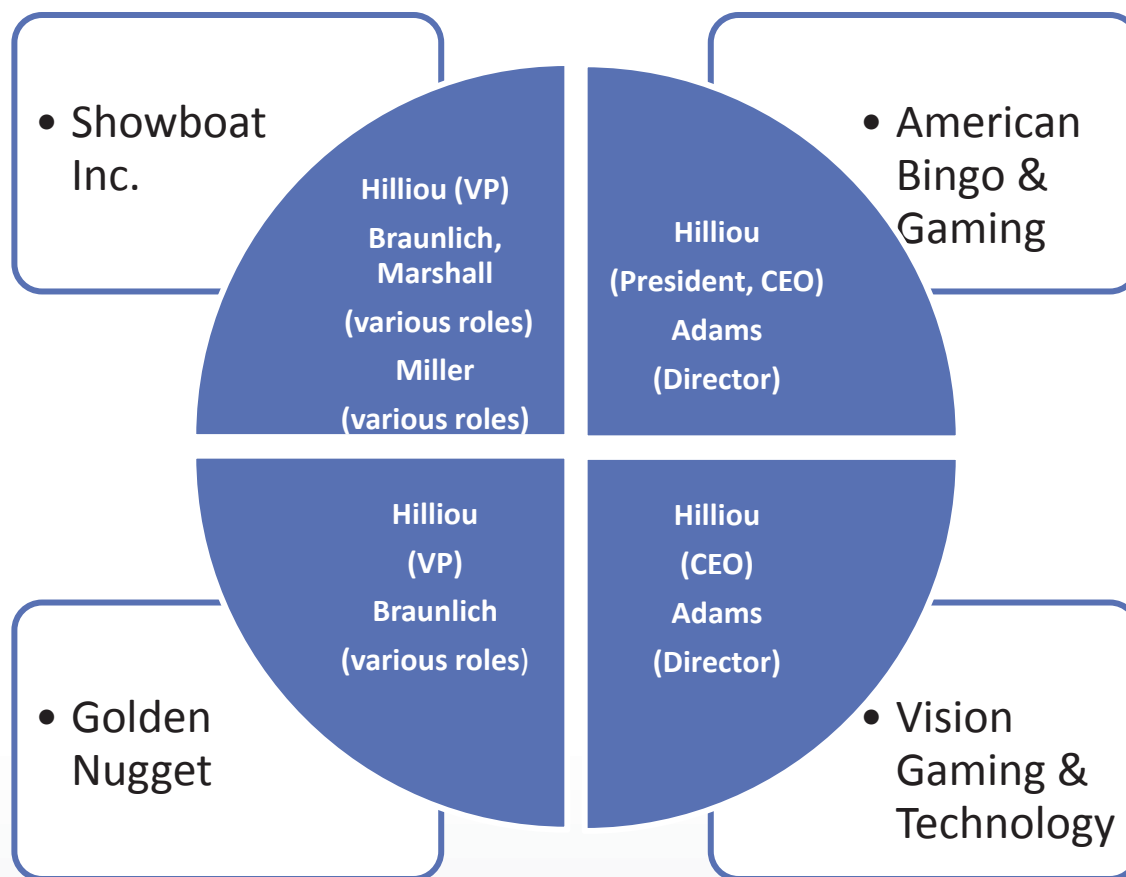 • Showboat
Inc.
Hilliou (VP)
Braunlich,
Marshall
(various roles)
Miller
(various roles)
• American
Bingo &
Gaming
Hilliou
(President, CEO)
Adams
(Director)
• Golden
Nugget
Hilliou
(VP)
Braunlich
(various roles)
• Vision
Gaming &
Technology
Hilliou
(CEO)
Adams
(Director)